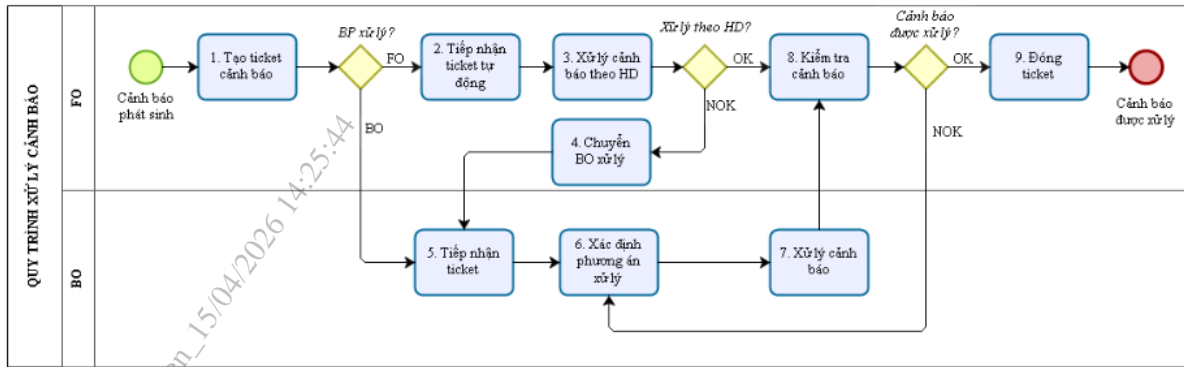 QUY TRÌNH XỬ LÝ CẢNH BÁO
FO
Cảnh báo
phát sinh
1. Tạo ticket
cảnh báo
BP xử lý?
FO
BO
2. Tiếp nhận
ticket tự
động
3. Xử lý cảnh
báo theo HD
Xử lý theo HD?
OK
NOK
4. Chuyển
BO xử lý
8. Kiểm tra
cảnh báo
Cảnh báo
được xử lý?
OK
NOK
9. Đóng
ticket
Cảnh báo
được xử lý
BO
5. Tiếp nhận
ticket
6. Xác định
phương án
xử lý
7. Xử lý cảnh
báo
en_15/04/2026 14:25:44